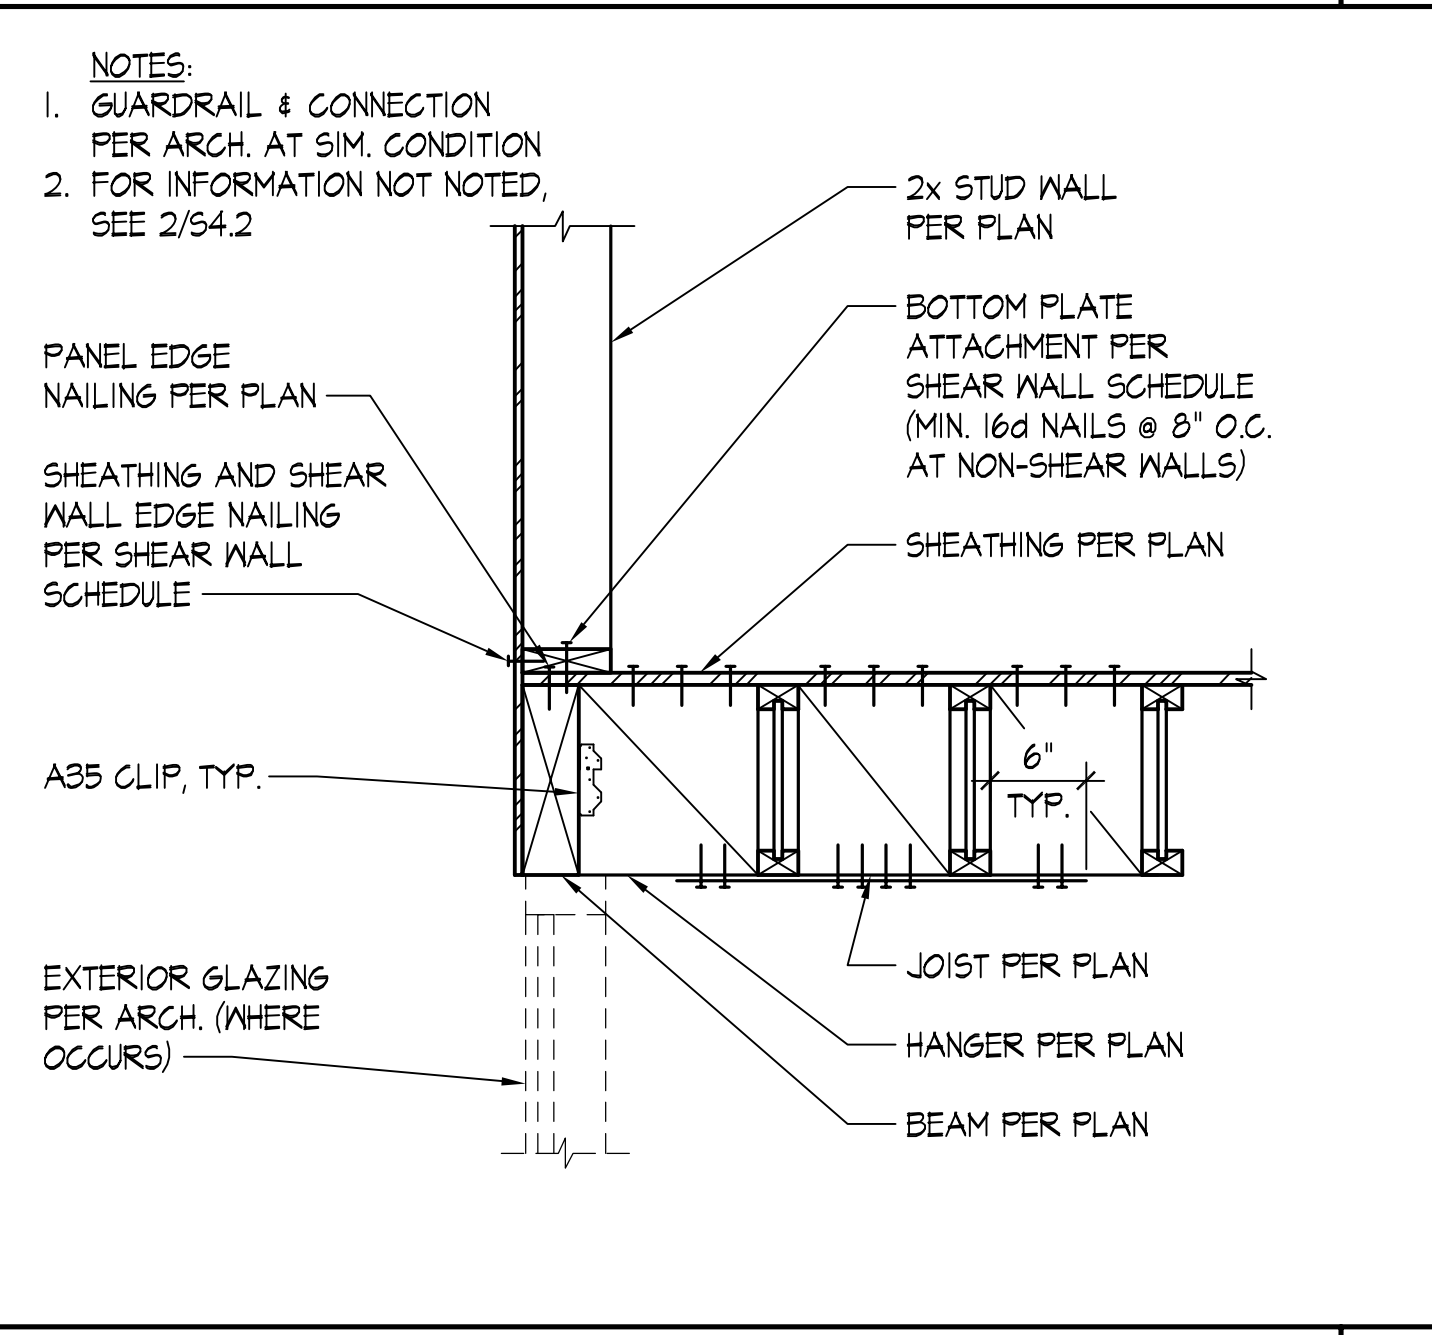 NOTES:
1. GUARDRAIL & CONNECTION
PER ARCH. AT SIM. CONDITION
2. FOR INFORMATION NOT NOTED,
SEE 2/S4.2
2x STUD WALL
PER PLAN
BOTTOM PLATE
ATTACHMENT PER
SHEAR WALL SCHEDULE
(MIN. 16d NAILS @ 8" O.C.
AT NON-SHEAR WALLS)
PANEL EDGE
NAILING PER PLAN
SHEATHING AND SHEAR
WALL EDGE NAILING
PER SHEAR WALL
SCHEDULE
SHEATHING PER PLAN
A35 CLIP, TYP.
6"
TYP.
EXTERIOR GLAZING
PER ARCH. (WHERE
OCCURS)
JOIST PER PLAN
HANGER PER PLAN
BEAM PER PLAN